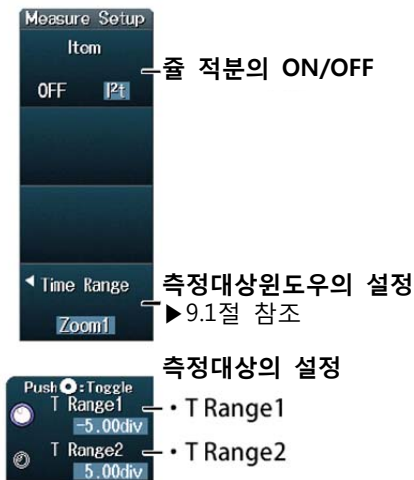 Measure Setup
Item
쥴 적분의 ON/OFF
OFF I²t
Time Range
측정대상윈도우의 설정
▶9.1절 참조
Zoom1
측정대상의 설정
Push :Toggle
T Range1
• T Range1
-5.00div
T Range2
• T Range2
5.00div